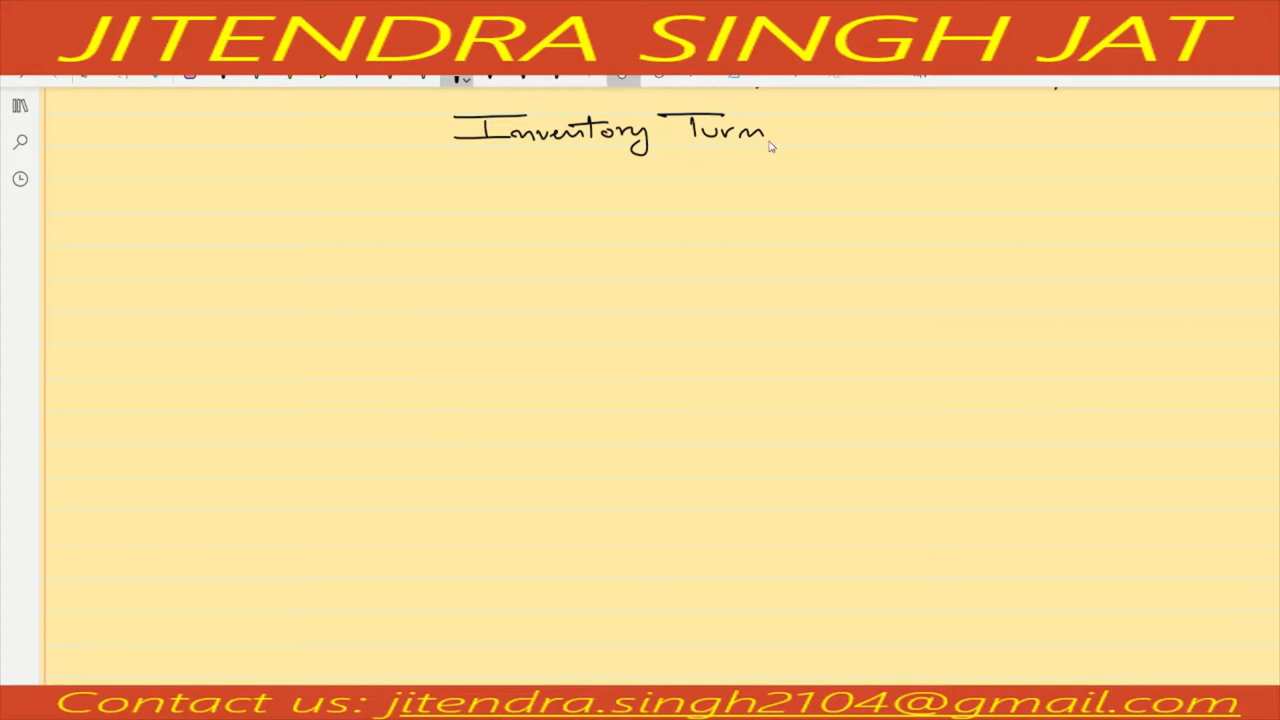 JITENDRA SINGH JAT
Inventory Turn
Contact us: jitendra.singh2104@gmail.com